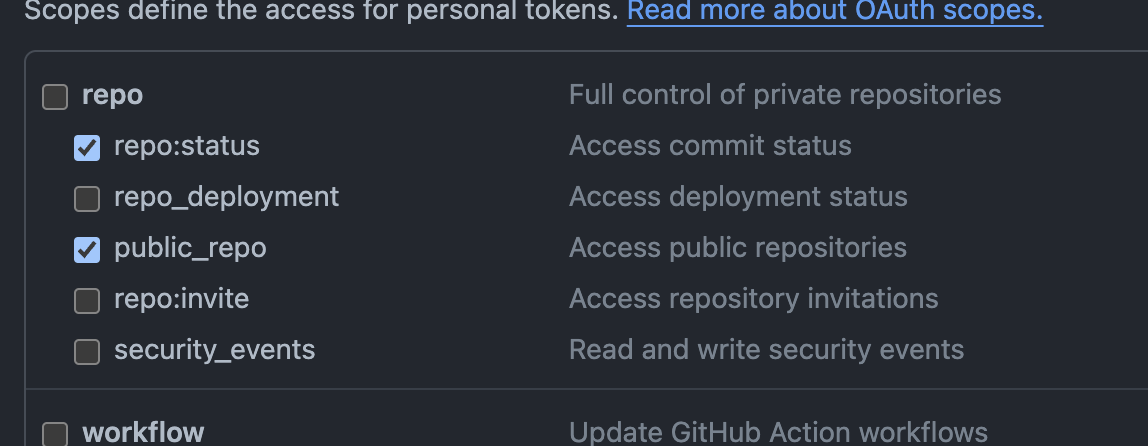 Scopes define the access for personal tokens. Read more about OAuth scopes.
repo Full control of private repositories
repo:status Access commit status
repo_deployment Access deployment status
public_repo Access public repositories
repo:invite Access repository invitations
security_events Read and write security events
workflow Update GitHub Action workflows